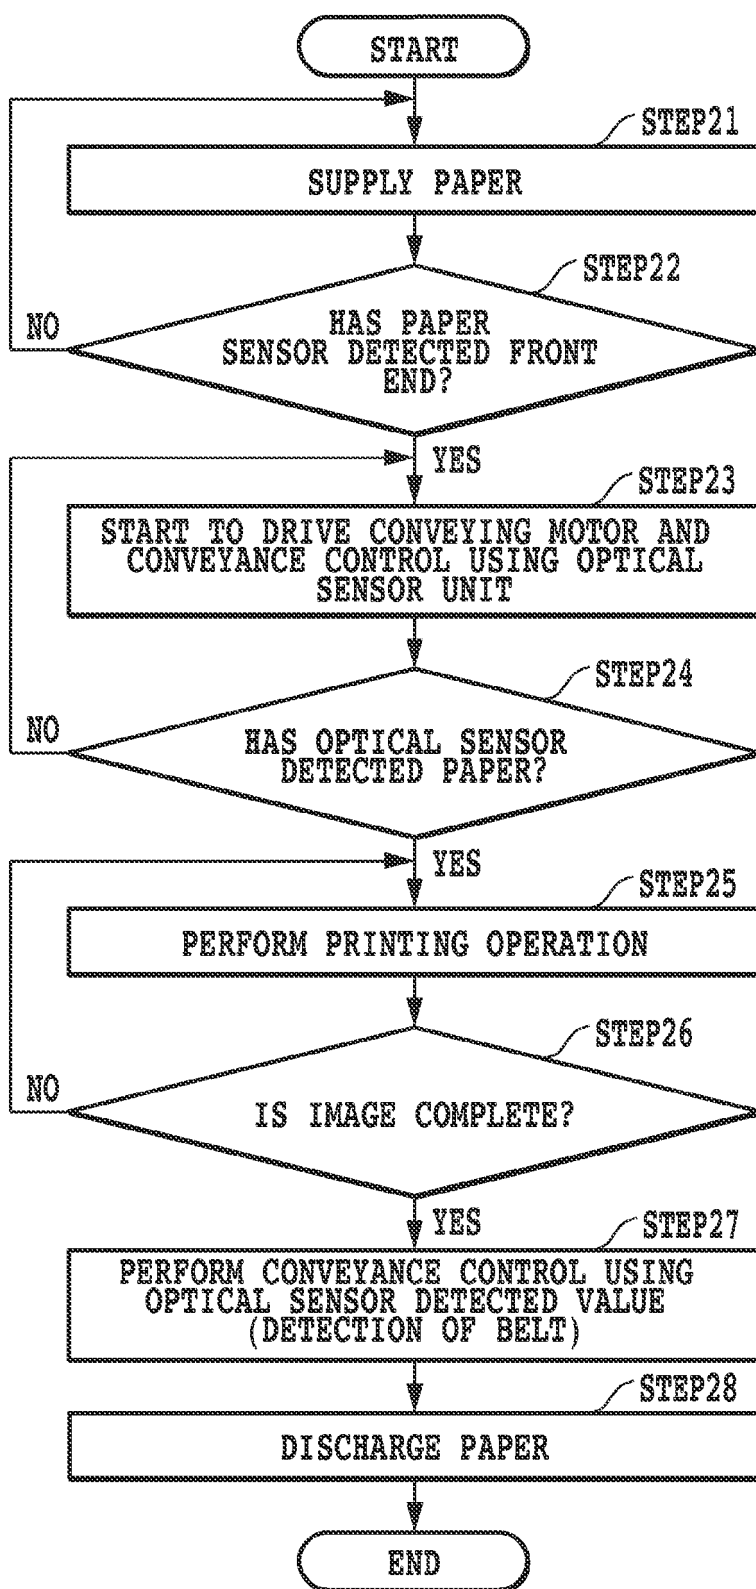 START
STEP21
SUPPLY PAPER
STEP22
HAS PAPER
SENSOR DETECTED FRONT
END?
NO
YES
STEP23
START TO DRIVE CONVEYING MOTOR AND
CONVEYANCE CONTROL USING OPTICAL
SENSOR UNIT
STEP24
HAS OPTICAL SENSOR
DETECTED PAPER?
NO
YES
STEP25
PERFORM PRINTING OPERATION
STEP26
IS IMAGE COMPLETE?
NO
YES
STEP27
PERFORM CONVEYANCE CONTROL USING
OPTICAL SENSOR DETECTED VALUE
(DETECTION OF BELT)
STEP28
DISCHARGE PAPER
END